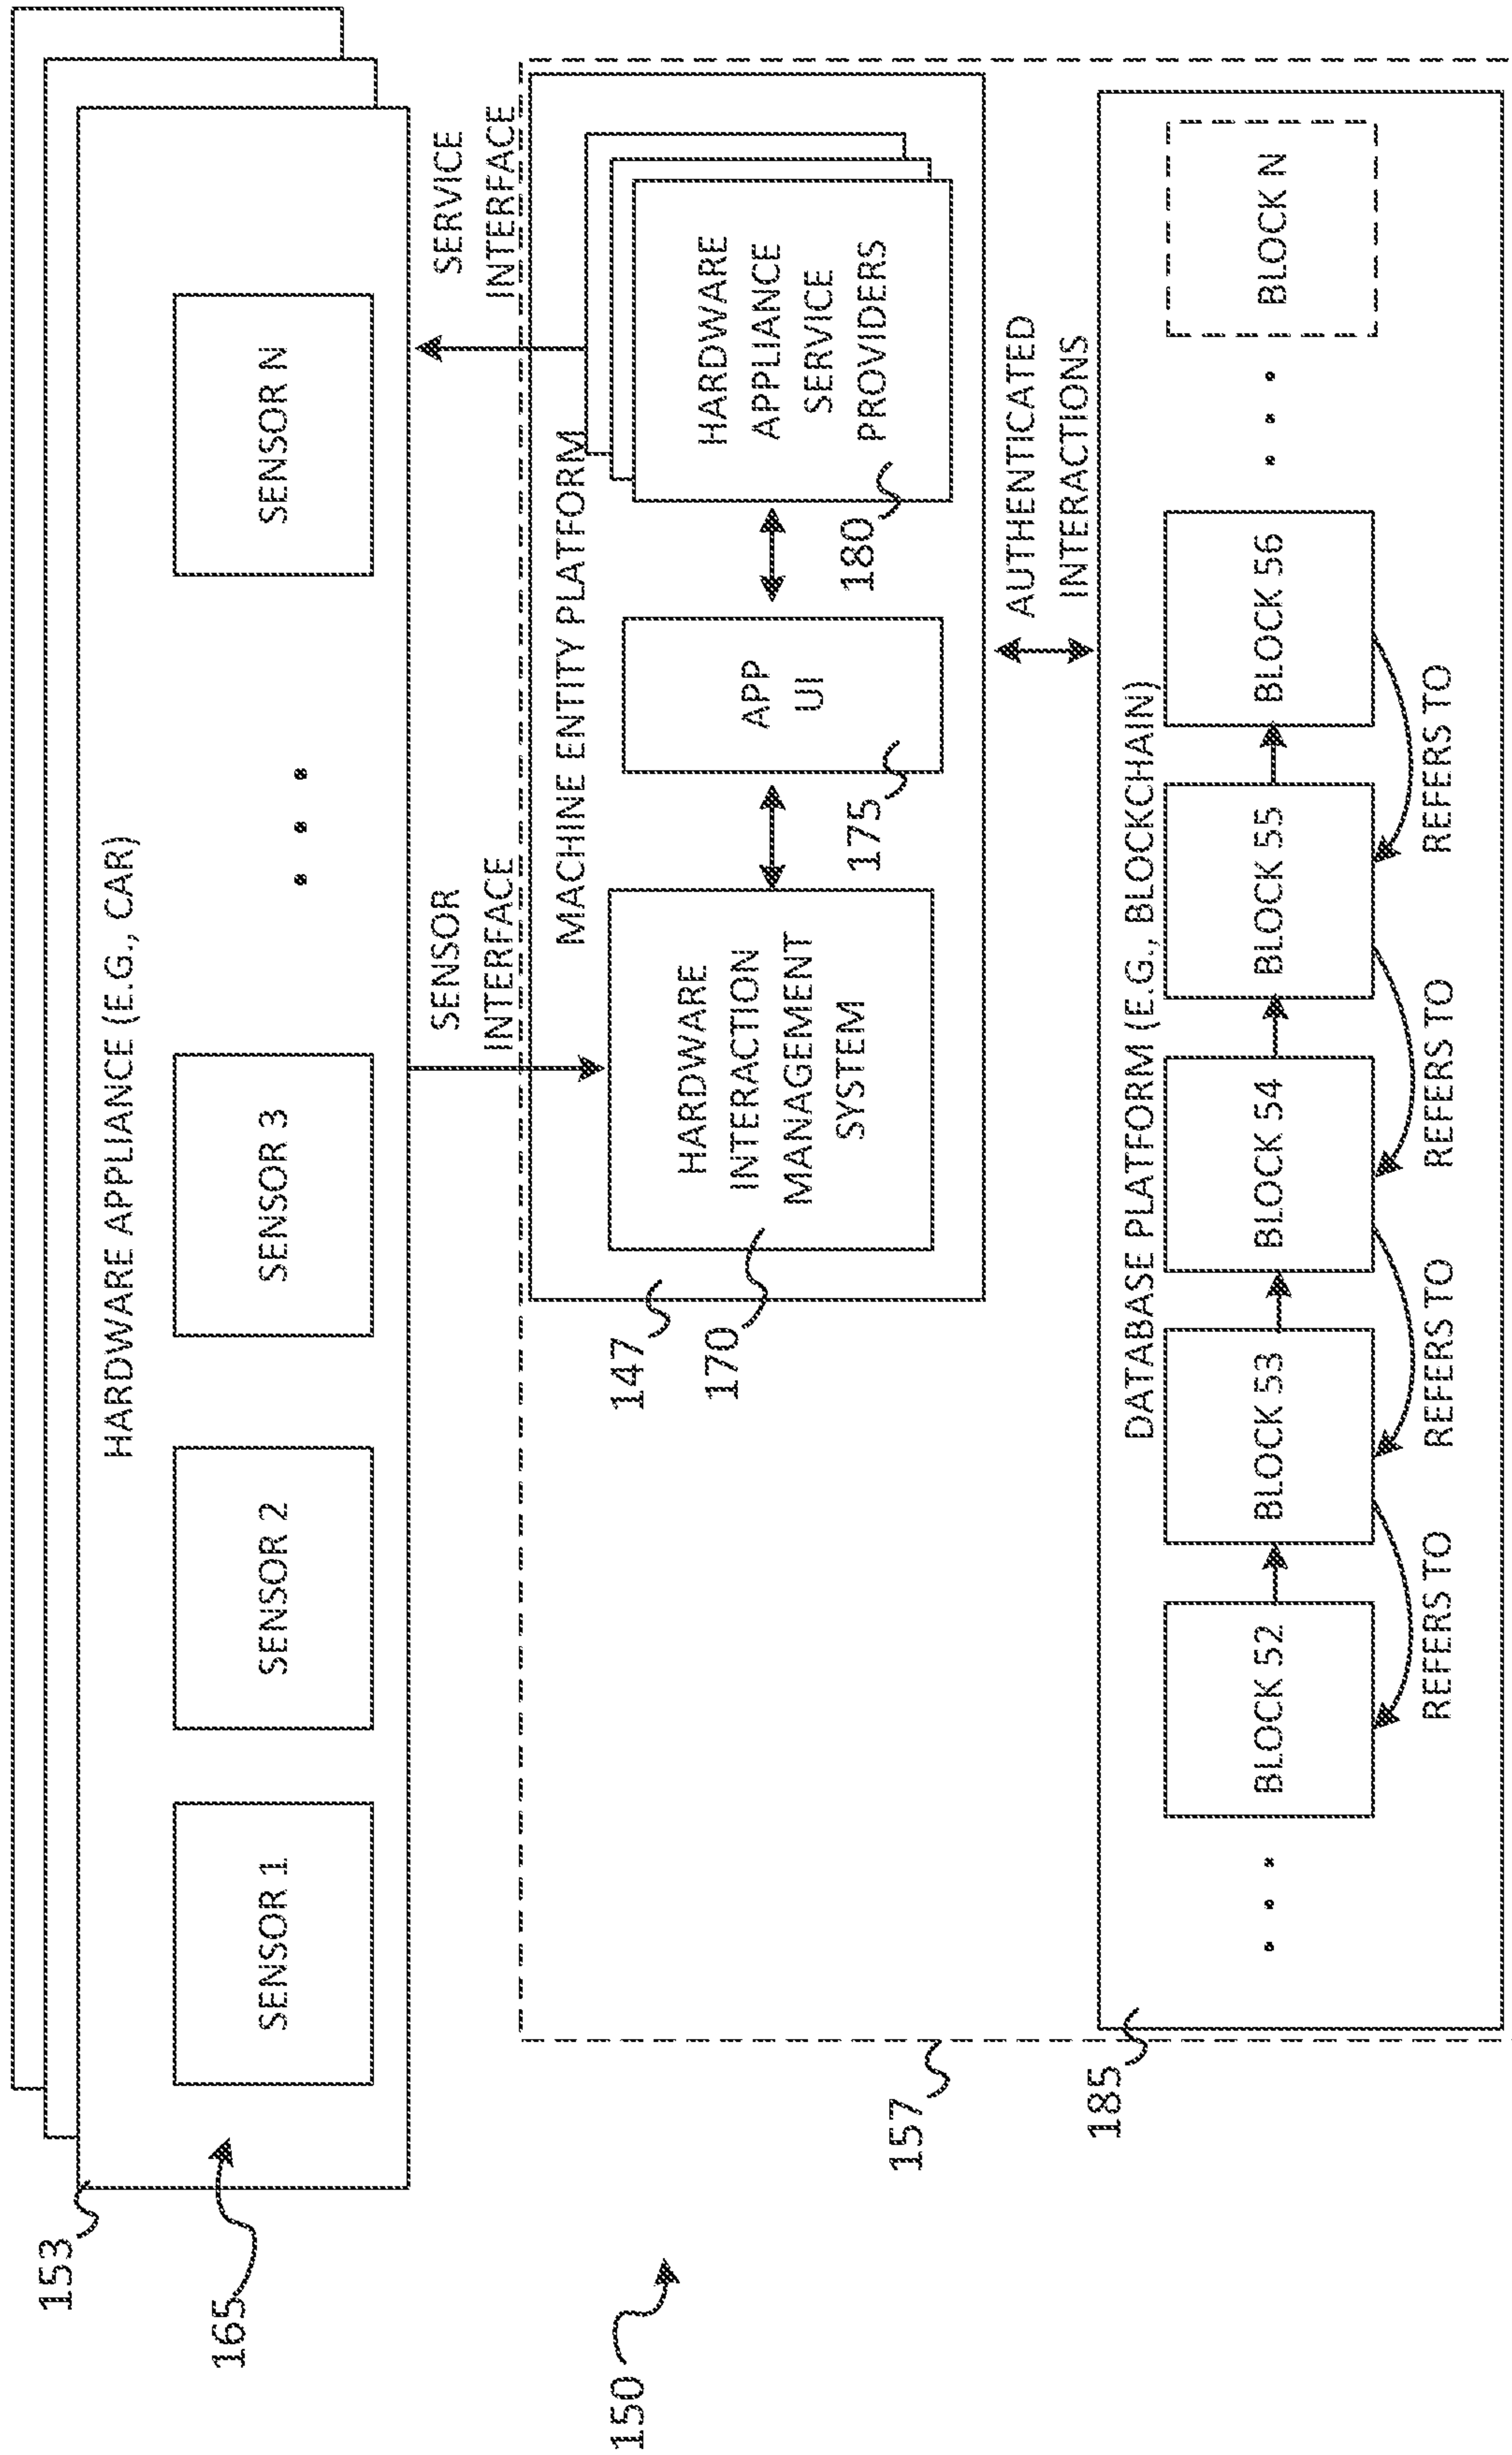 153
HARDWARE APPLIANCE (E.G., CAR)
165
SENSOR 1
SENSOR 2
SENSOR 3
SENSOR N
150
SENSOR
INTERFACE
SERVICE
INTERFACE
157
147
MACHINE ENTITY PLATFORM
170
HARDWARE
INTERACTION
MANAGEMENT
SYSTEM
175
APP
UI
180
HARDWARE
APPLIANCE
SERVICE
PROVIDERS
AUTHENTICATED
INTERACTIONS
185
DATABASE PLATFORM (E.G., BLOCKCHAIN)
BLOCK 52
BLOCK 53
BLOCK 54
BLOCK 55
BLOCK 56
BLOCK N
REFERS TO
REFERS TO
REFERS TO
REFERS TO